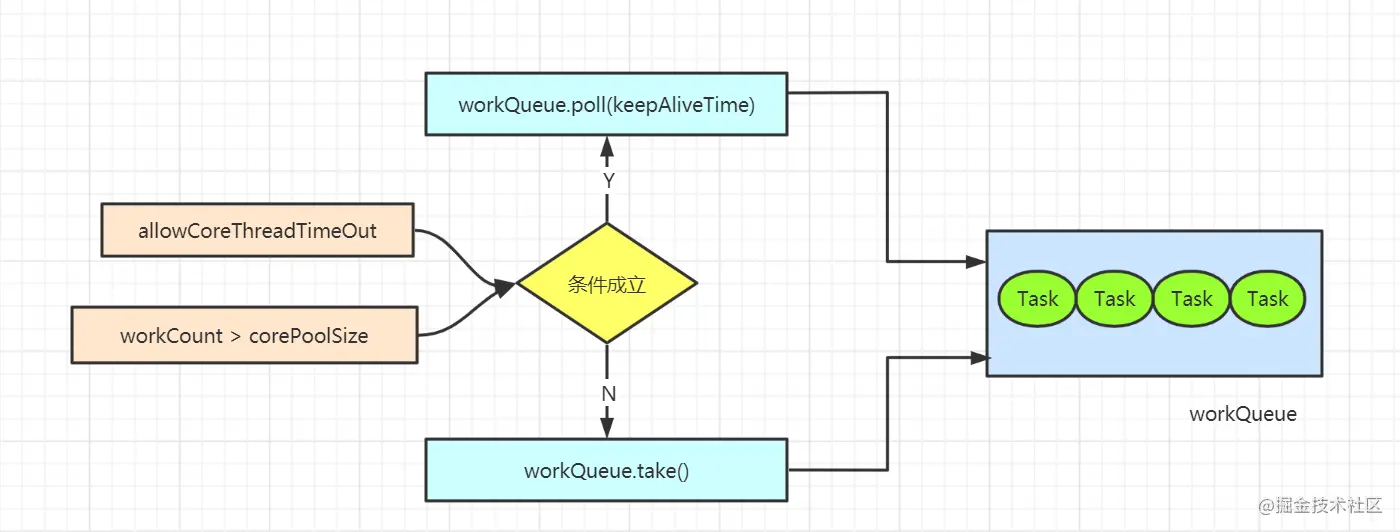 workQueue.poll(keepAliveTime)
Y
allowCoreThreadTimeOut
条件成立
workCount > corePoolSize
Task Task Task Task
N
workQueue
workQueue.take()
@掘金技术社区